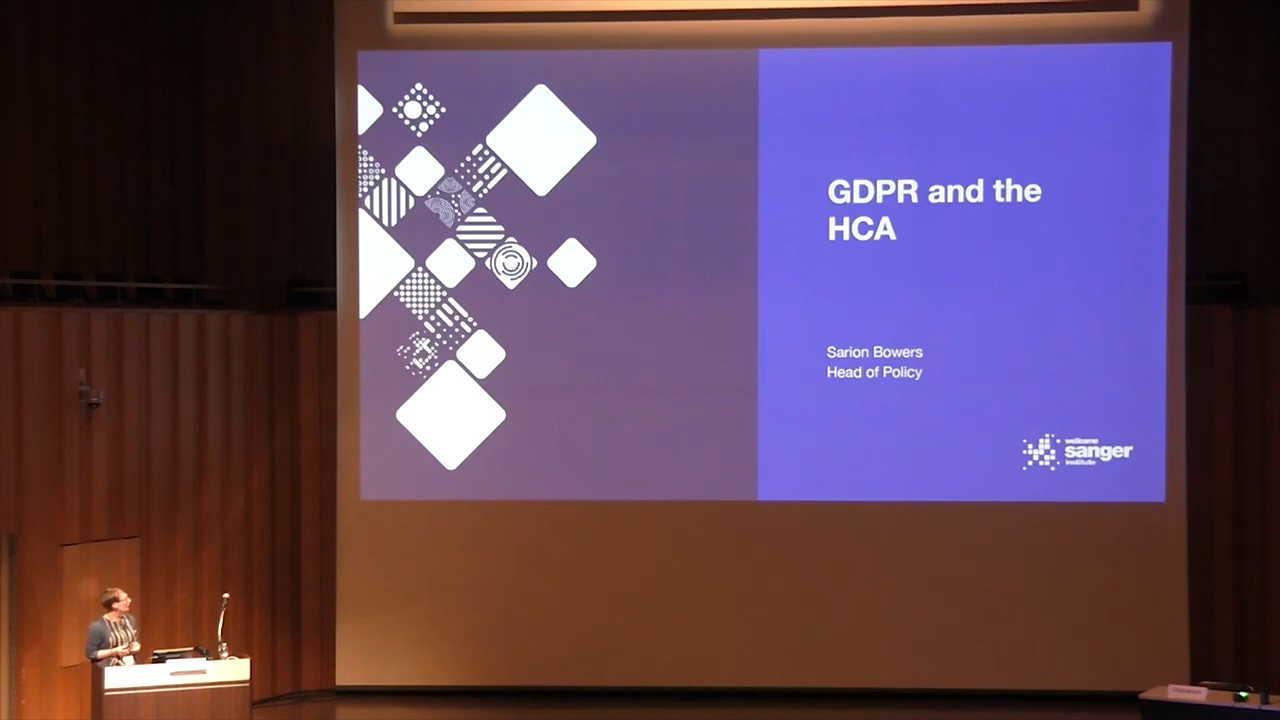 GDPR and the
HCA
Sarion Bowers
Head of Policy
wellcome
sanger
institute